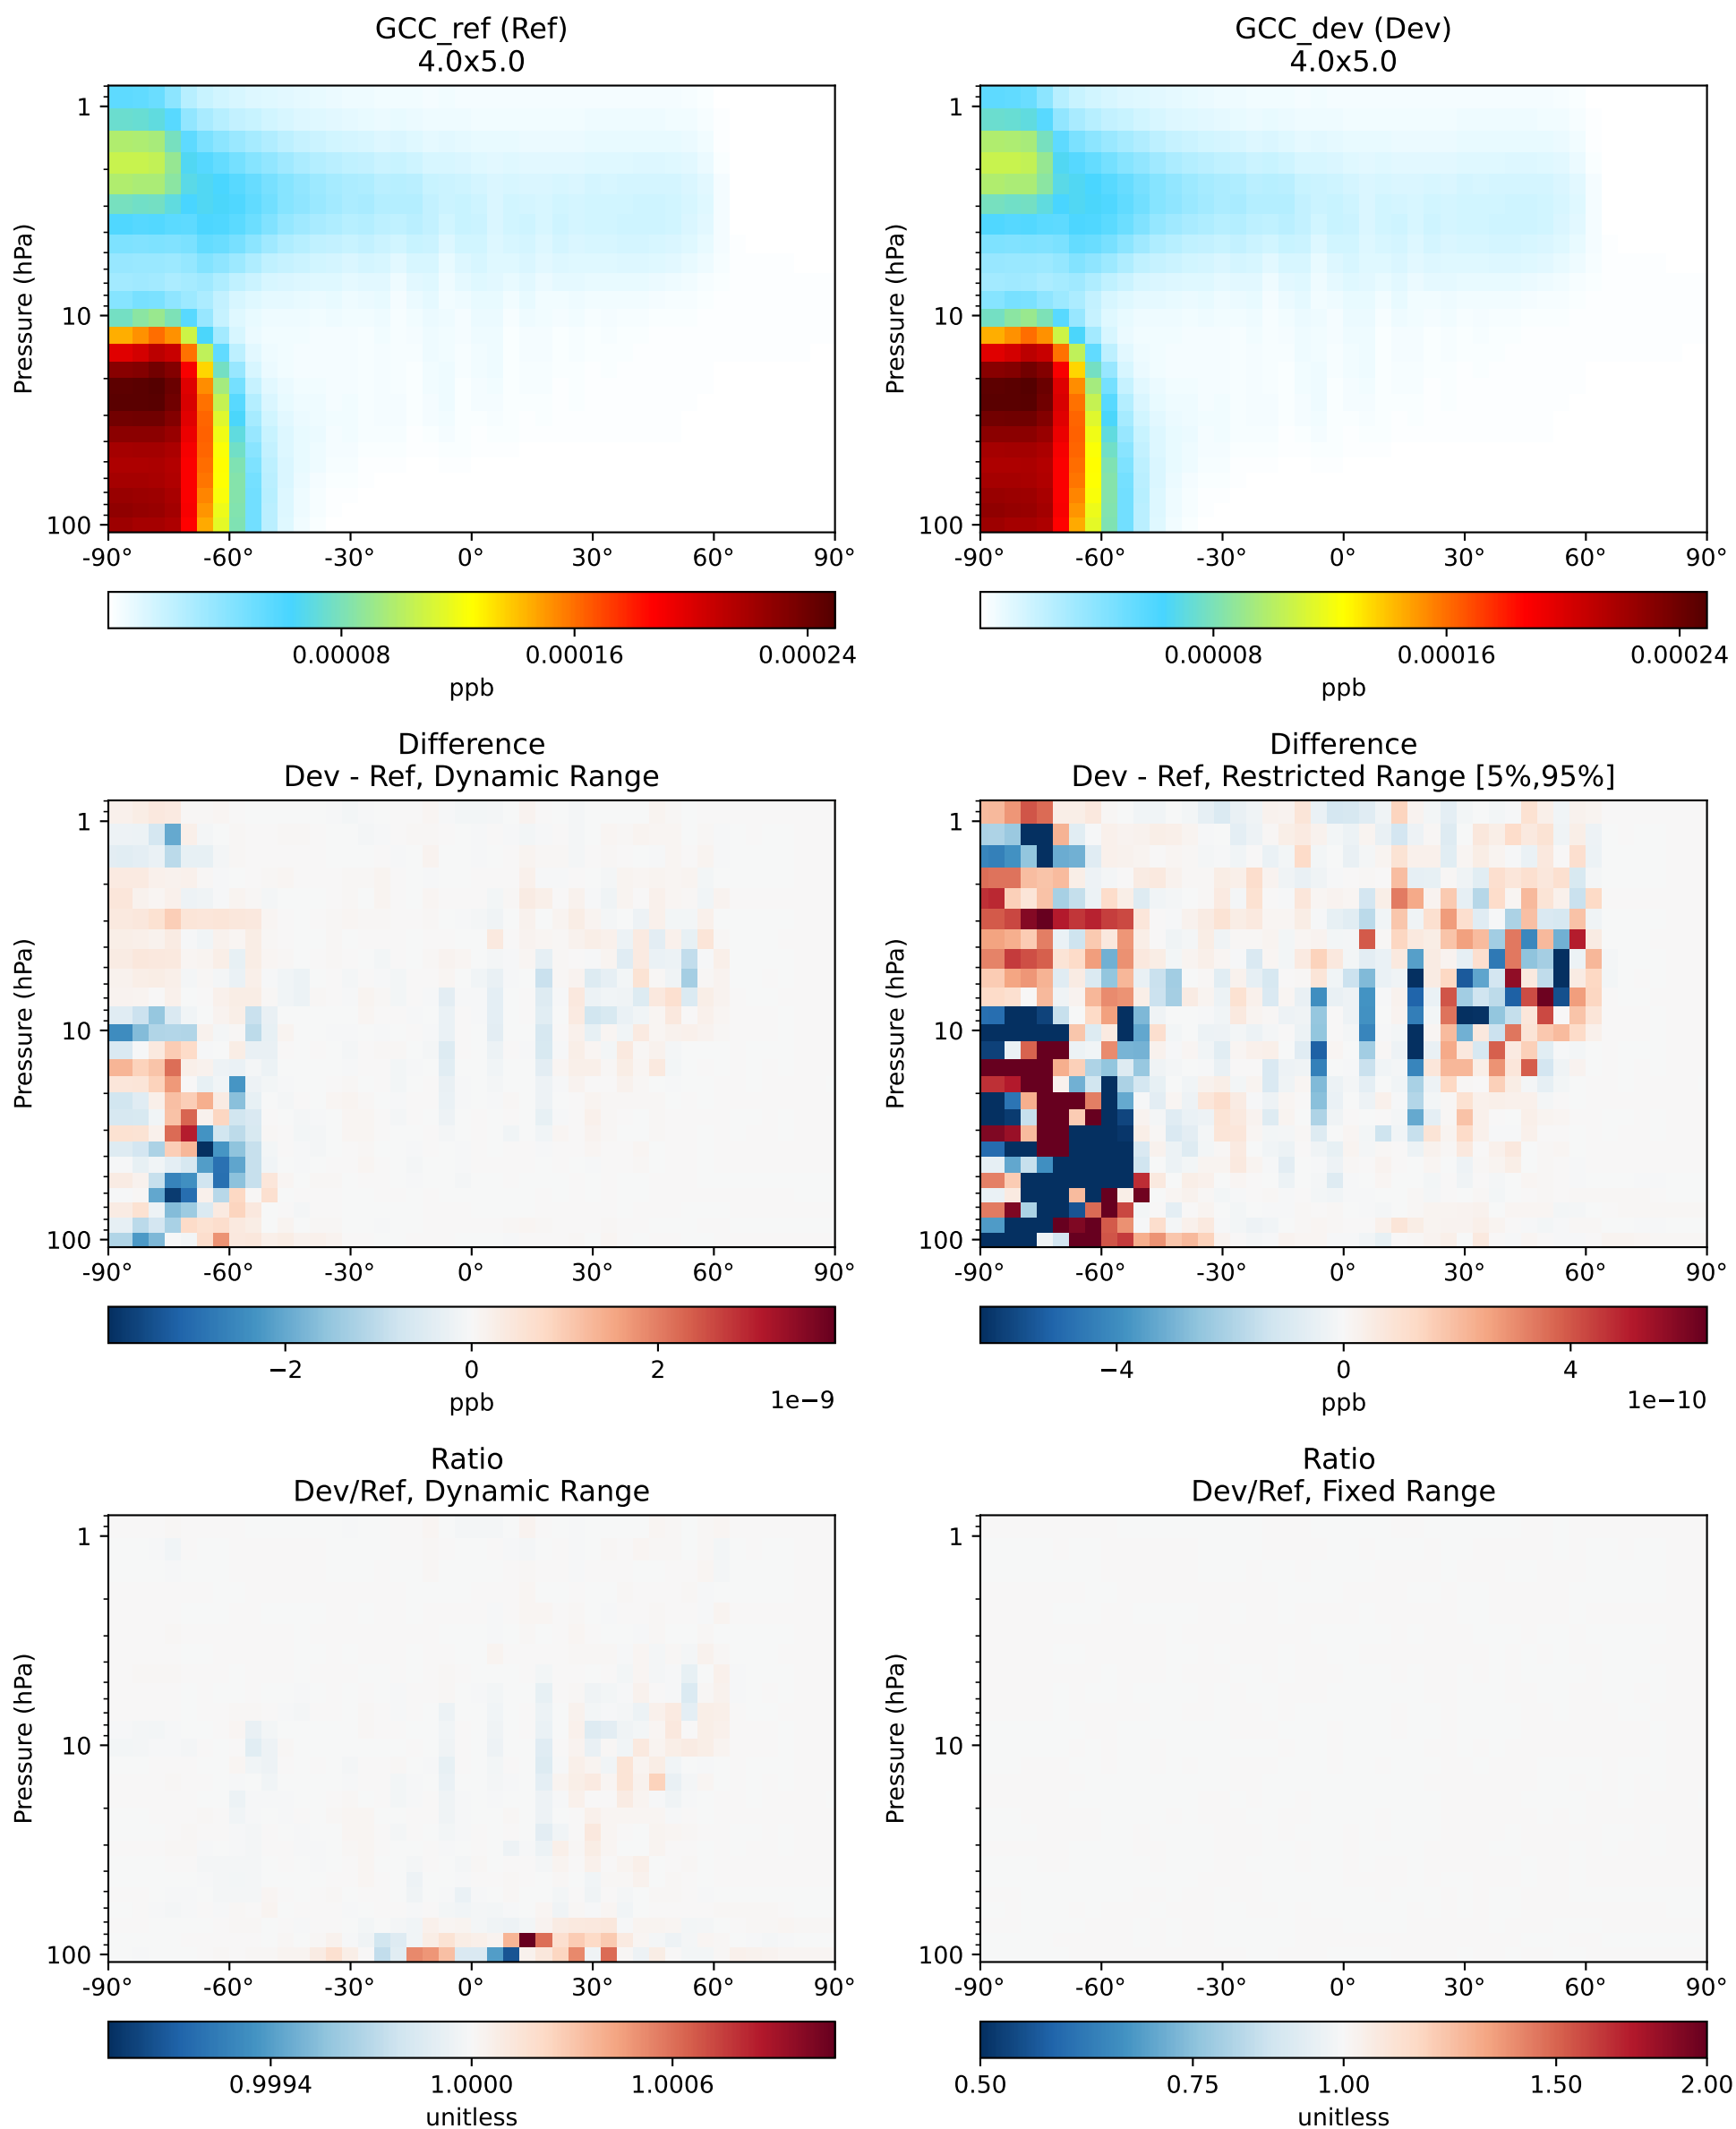 GCC_ref (Ref)
4.0x5.0
Pressure (hPa)
1
10
100
-90° -60° -30° 0° 30° 60° 90°
0.00008 0.00016 0.00024
ppb
GCC_dev (Dev)
4.0x5.0
Pressure (hPa)
1
10
100
-90° -60° -30° 0° 30° 60° 90°
0.00008 0.00016 0.00024
ppb
Difference
Dev - Ref, Dynamic Range
Pressure (hPa)
1
10
100
-90° -60° -30° 0° 30° 60° 90°
−2 0 2
ppb 1e−9
Difference
Dev - Ref, Restricted Range [5%,95%]
Pressure (hPa)
1
10
100
-90° -60° -30° 0° 30° 60° 90°
−4 0 4
ppb 1e−10
Ratio
Dev/Ref, Dynamic Range
Pressure (hPa)
1
10
100
-90° -60° -30° 0° 30° 60° 90°
0.9994 1.0000 1.0006
unitless
Ratio
Dev/Ref, Fixed Range
Pressure (hPa)
1
10
100
-90° -60° -30° 0° 30° 60° 90°
0.50 0.75 1.00 1.50 2.00
unitless